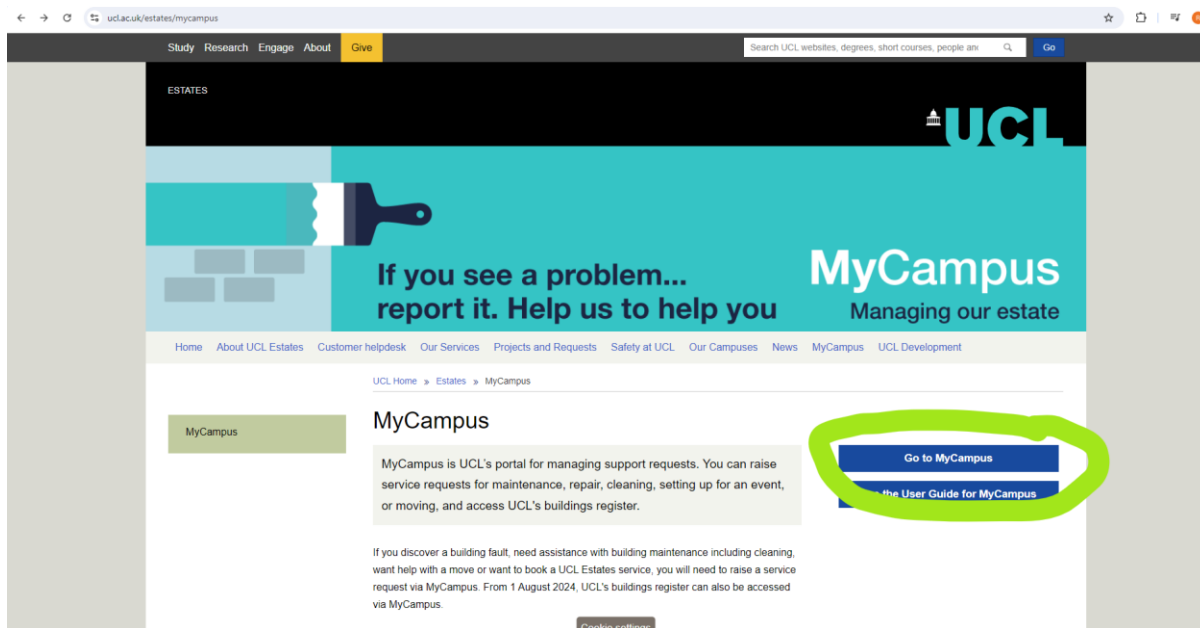 ucl.ac.uk/estates/mycampus
Study Research Engage About Give
Search UCL websites, degrees, short courses, people and
Go
ESTATES
UCL
If you see a problem...
report it. Help us to help you
MyCampus
Managing our estate
Home About UCL Estates Customer helpdesk Our Services Projects and Requests Safety at UCL Our Campuses News MyCampus UCL Development
UCL Home » Estates » MyCampus
MyCampus
MyCampus
MyCampus is UCL's portal for managing support requests. You can raise
service requests for maintenance, repair, cleaning, setting up for an event,
or moving, and access UCL's buildings register.
Go to MyCampus
the User Guide for MyCampus
If you discover a building fault, need assistance with building maintenance including cleaning,
want help with a move or want to book a UCL Estates service, you will need to raise a service
request via MyCampus. From 1 August 2024, UCL's buildings register can also be accessed
via MyCampus.
Cookie settings